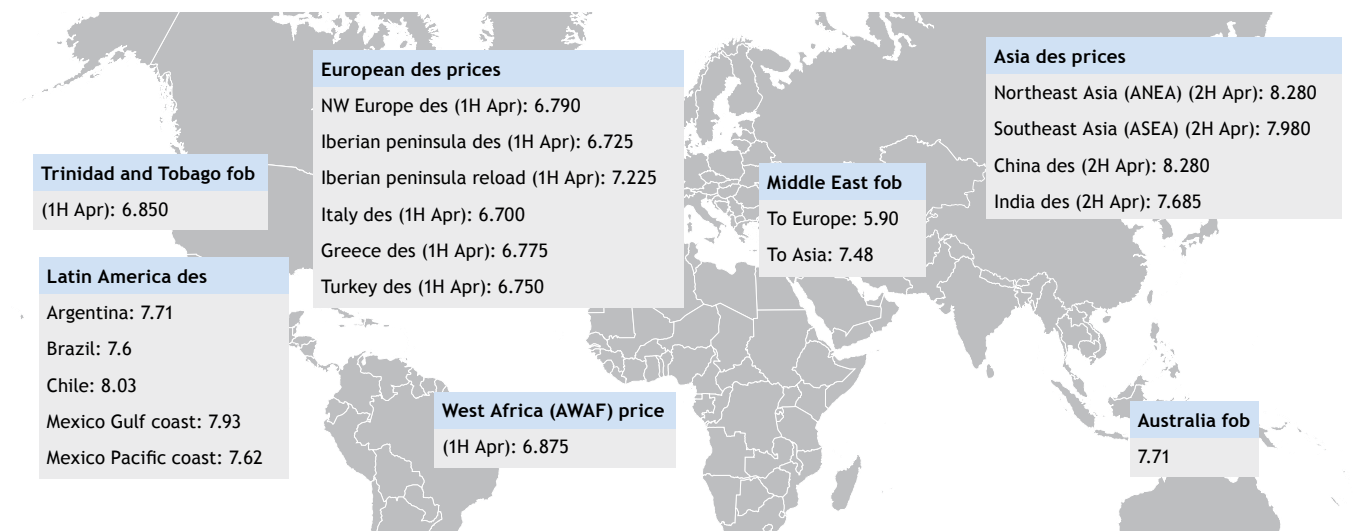 Trinidad and Tobago fob
(1H Apr): 6.850
Latin America des
Argentina: 7.71
Brazil: 7.6
Chile: 8.03
Mexico Gulf coast: 7.93
Mexico Pacific coast: 7.62
European des prices
NW Europe des (1H Apr): 6.790
Iberian peninsula des (1H Apr): 6.725
Iberian peninsula reload (1H Apr): 7.225
Italy des (1H Apr): 6.700
Greece des (1H Apr): 6.775
Turkey des (1H Apr): 6.750
West Africa (AWAF) price
(1H Apr): 6.875
Middle East fob
To Europe: 5.90
To Asia: 7.48
Asia des prices
Northeast Asia (ANEA) (2H Apr): 8.280
Southeast Asia (ASEA) (2H Apr): 7.980
China des (2H Apr): 8.280
India des (2H Apr): 7.685
Australia fob
7.71